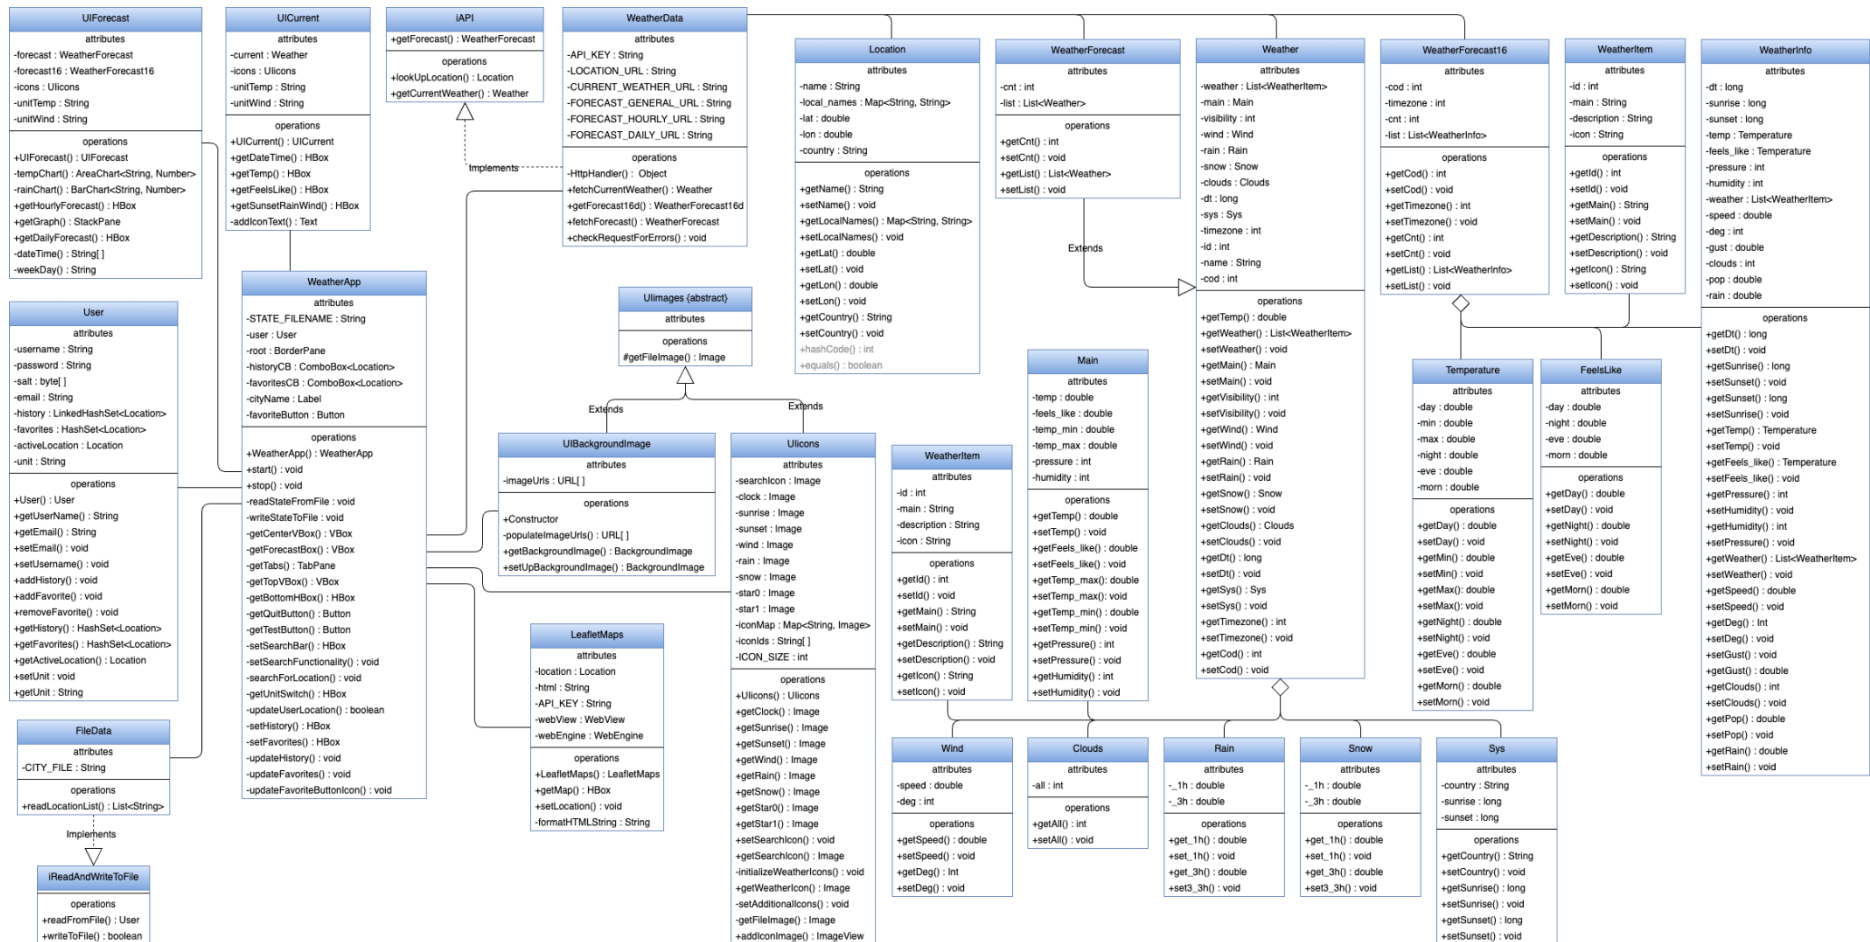 UIForecast
attributes
-forecast : WeatherForecast
-forecast16 : WeatherForecast16
-icons : UIicons
-unitTemp : String
-unitWind : String
operations
+UIForecast() : UIForecast
-tempChart() : AreaChart<String, Number>
-rainChart() : BarChart<String, Number>
+getHourlyForecast() : HBox
+getGraph() : StackPane
+getDailyForecast() : HBox
-dateTime() : String[ ]
-weekDay() : String
UICurrent
attributes
-current : Weather
-icons : UIicons
-unitTemp : String
-unitWind : String
operations
+UICurrent() : UICurrent
+getDateTime() : HBox
+getTemp() : HBox
+getFeelsLike() : HBox
+getSunsetRainWind() : HBox
-addIconText() : Text
iAPI
+getForecast() : WeatherForecast
operations
+lookUpLocation() : Location
+getCurrentWeather() : Weather
Implements
WeatherData
attributes
-API_KEY : String
-LOCATION_URL : String
-CURRENT_WEATHER_URL : String
-FORECAST_GENERAL_URL : String
-FORECAST_HOURLY_URL : String
-FORECAST_DAILY_URL : String
operations
-HttpHandler() : Object
+fetchCurrentWeather() : Weather
+getForecast16d() : WeatherForecast16d
+fetchForecast() : WeatherForecast
+checkRequestForErrors() : void
Location
attributes
-name : String
-local_names : Map<String, String>
-lat : double
-lon : double
-country : String
operations
+getName() : String
+setName() : void
+getLocalNames() : Map<String, String>
+setLocalNames() : void
+getLat() : double
+setLat() : void
+getLon() : double
+setLon() : void
+getCountry() : String
+setCountry() : void
+hashCode() : int
+equals() : boolean
WeatherForecast
attributes
-cnt : int
-list : List<Weather>
operations
+getCnt() : int
+setCnt() : void
+getList() : List<Weather>
+setList() : void
Extends
Weather
attributes
-weather : List<WeatherItem>
-main : Main
-visibility : int
-wind : Wind
-rain : Rain
-snow : Snow
-clouds : Clouds
-dt : long
-sys : Sys
-timezone : int
-id : int
-name : String
-cod : int
operations
+getTemp() : double
+getWeather() : List<WeatherItem>
+setWeather() : void
+getMain() : Main
+setMain() : void
+getVisibility() : int
+setVisibility() : void
+getWind() : Wind
+setWind() : void
+getRain() : Rain
+setRain() : void
+getSnow() : Snow
+setSnow() : void
+getClouds() : Clouds
+setClouds() : void
+getDt() : long
+setDt() : void
+getSys() : Sys
+setSys() : void
+getTimezone() : int
+setTimezone() : void
+getCod() : int
+setCod() : void
WeatherForecast16
attributes
-cod : int
-timezone : int
-cnt : int
-list : List<WeatherInfo>
operations
+getCod() : int
+setCod() : void
+getTimezone() : int
+setTimezone() : void
+getCnt() : int
+setCnt() : void
+getList() : List<WeatherInfo>
+setList() : void
WeatherItem
attributes
-id : int
-main : String
-description : String
-icon : String
operations
+getId() : int
+setId() : void
+getMain() : String
+setMain() : void
+getDescription() : String
+setDescription() : void
+getIcon() : String
+setIcon() : void
WeatherInfo
attributes
-dt : long
-sunrise : long
-sunset : long
-temp : Temperature
-feels_like : Temperature
-pressure : int
-humidity : int
-weather : List<WeatherItem>
-speed : double
-deg : int
-gust : double
-clouds : int
-pop : double
-rain : double
operations
+getDt() : long
+setDt() : void
+getSunrise() : long
+setSunset() : void
+getSunset() : long
+setSunrise() : void
+getTemp() : Temperature
+setTemp() : void
+getFeels_like() : Temperature
+setFeels_like() : void
+getPressure() : int
+setHumidity() : void
+getHumidity() : int
+setPressure() : void
+getWeather() : List<WeatherItem>
+setWeather() : void
+getSpeed() : double
+setSpeed() : void
+getDeg() : Int
+setDeg() : void
+setGust() : void
+getGust() : double
+getClouds() : int
+setClouds() : void
+getPop() : double
+setPop() : void
+getRain() : double
+setRain() : void
User
attributes
-username : String
-password : String
-salt : byte[ ]
-email : String
-history : LinkedHashSet<Location>
-favorites : HashSet<Location>
-activeLocation : Location
-unit : String
operations
+User() : User
+getUserName() : String
+getEmail() : String
+setEmail() : void
+setUsername() : void
+addHistory() : void
+addFavorite() : void
+removeFavorite() : void
+getHistory() : HashSet<Location>
+getFavorites() : HashSet<Location>
+getActiveLocation() : Location
+setUnit : void
+getUnit : String
WeatherApp
attributes
-STATE_FILENAME : String
-user : User
-root : BorderPane
-historyCB : ComboBox<Location>
-favoritesCB : ComboBox<Location>
-cityName : Label
-favoriteButton : Button
operations
+WeatherApp() : WeatherApp
+start() : void
+stop() : void
-readStateFromFile : void
-writeStateToFile : void
-getCenterVBox() : VBox
-getForecastBox() : VBox
-getTabs() : TabPane
-getTopVBox() : VBox
-getBottomHBox() : HBox
-getQuitButton() : Button
-getTestButton() : Button
-setSearchBar() : HBox
-setSearchFunctionality() : void
-searchForLocation() : void
-getUnitSwitch() : HBox
-updateUserLocation() : boolean
-setHistory() : HBox
-setFavorites() : HBox
-updateHistory() : void
-updateFavorites() : void
-updateFavoriteButtonIcon() : void
UIimages {abstract}
attributes
operations
#getFileImage() : Image
Extends
Extends
UIBackgroundImage
attributes
-imageUrls : URL[ ]
operations
+Constructor
-populateImageUrls() : URL[ ]
+getBackgroundImage() : BackgroundImage
+setUpBackgroundImage() : BackgroundImage
UIicons
attributes
-searchIcon : Image
-clock : Image
-sunrise : Image
-sunset : Image
-wind : Image
-rain : Image
-snow : Image
-star0 : Image
-star1 : Image
-iconMap : Map<String, Image>
-iconIds : String[ ]
-ICON_SIZE : int
operations
+UIicons() : UIicons
+getClock() : Image
+getSunrise() : Image
+getSunset() : Image
+getWind() : Image
+getRain() : Image
+getSnow() : Image
+getStar0() : Image
+getStar1() : Image
+setSearchIcon() : void
+getSearchIcon() : Image
-initializeWeatherIcons() : void
+getWeatherIcon() : Image
-setAdditionalIcons() : void
-getFileImage() : Image
+addIconImage() : ImageView
LeafletMaps
attributes
-location : Location
-html : String
-API_KEY : String
-webView : WebView
-webEngine : WebEngine
operations
+LeafletMaps() : LeafletMaps
+getMap() : HBox
+setLocation() : void
-formatHTMLString : String
WeatherItem
attributes
-id : int
-main : String
-description : String
-icon : String
operations
+getId() : int
+setId() : void
+getMain() : String
+setMain() : void
+getDescription() : String
+setDescription() : void
+getIcon() : String
+setIcon() : void
Main
attributes
-temp : double
-feels_like : double
-temp_min : double
-temp_max : double
-pressure : int
-humidity : int
operations
+getTemp() : double
+setTemp() : void
+getFeels_like() : double
+setFeels_like() : void
+getTemp_max() : double
+setTemp_max() : void
+getTemp_min() : double
+setTemp_min() : void
+getPressure() : int
+setPressure() : void
+getHumidity() : int
+setHumidity() : void
Temperature
attributes
-day : double
-min : double
-max : double
-night : double
-eve : double
-morn : double
operations
+getDay() : double
+setDay() : void
+getMin() : double
+setMin() : void
+getMax() : double
+setMax() : void
+getNight() : double
+setNight() : void
+getEve() : double
+setEve() : void
+getMorn() : double
+setMorn() : void
FeelsLike
attributes
-day : double
-night : double
-eve : double
-morn : double
operations
+getDay() : double
+setDay() : void
+getNight() : double
+setNight() : void
+getEve() : double
+setEve() : void
+getMorn() : double
+setMorn() : void
FileData
attributes
-CITY_FILE : String
operations
+readLocationList() : List<String>
Implements
iReadAndWriteToFile
operations
+readFromFile() : User
+writeToFile() : boolean
Wind
attributes
-speed : double
-deg : int
operations
+getSpeed() : double
+setSpeed() : void
+getDeg() : Int
+setDeg() : void
Clouds
attributes
-all : int
operations
+getAll() : int
+setAll() : void
Rain
attributes
-_1h : double
-_3h : double
operations
+get_1h() : double
+set_1h() : void
+get_3h() : double
+set3_3h() : void
Snow
attributes
-_1h : double
-_3h : double
operations
+get_1h() : double
+set_1h() : void
+get_3h() : double
+set3_3h() : void
Sys
attributes
-country : String
-sunrise : long
-sunset : long
operations
+getCountry() : String
+setCountry() : void
+getSunrise() : long
+setSunrise() : void
+getSunset() : long
+setSunset() : void